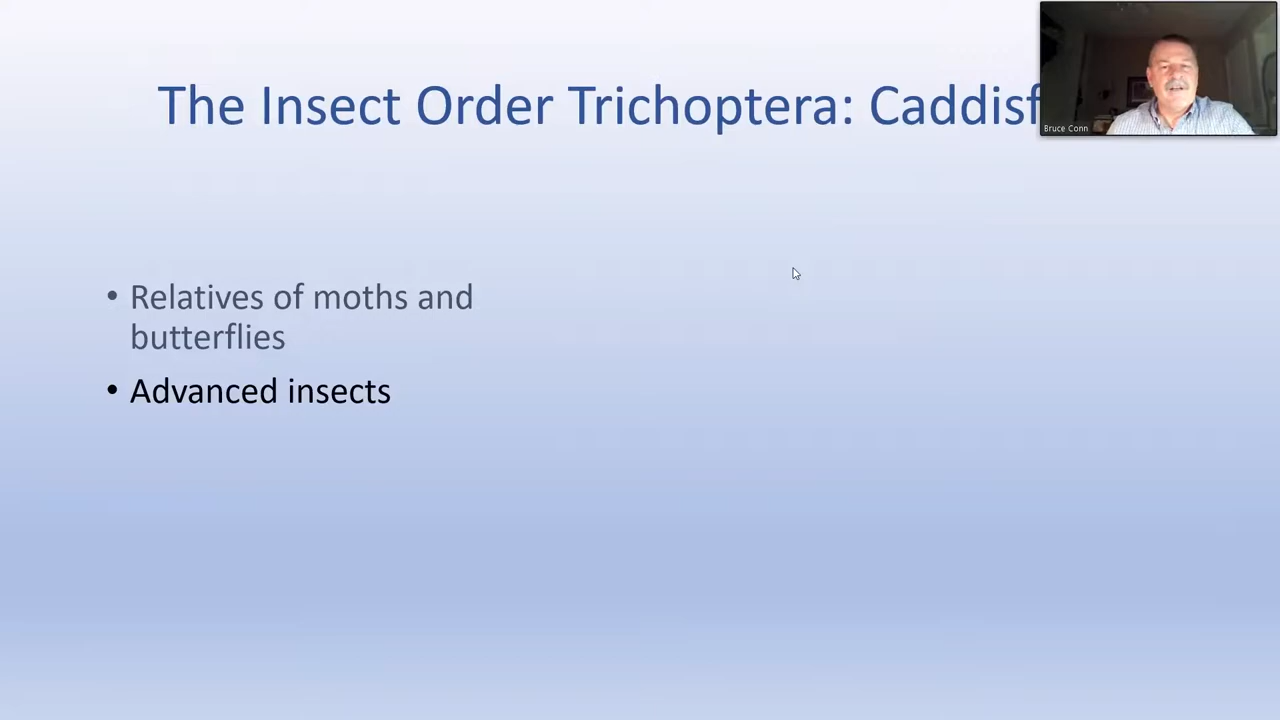 The Insect Order Trichoptera: Caddisf
Bruce Conn
• Relatives of moths and
butterflies
• Advanced insects